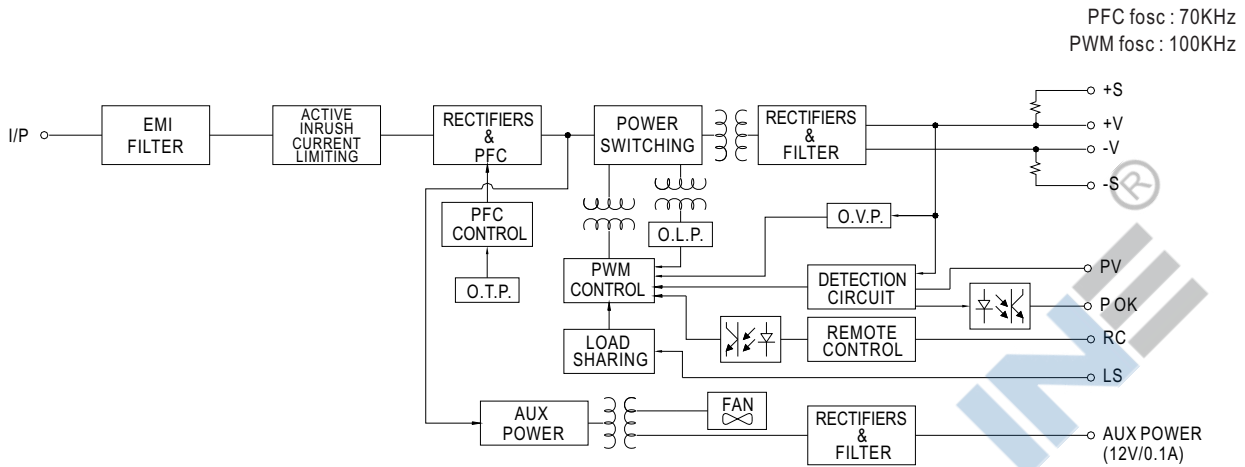 PFC fosc : 70KHz
PWM fosc : 100KHz
I/P
EMI
FILTER
ACTIVE
INRUSH
CURRENT
LIMITING
RECTIFIERS
&
PFC
POWER
SWITCHING
RECTIFIERS
&
FILTER
+S
+V
-V
-S
PFC
CONTROL
O.L.P.
O.V.P.
O.T.P.
PWM
CONTROL
DETECTION
CIRCUIT
PV
P OK
LOAD
SHARING
REMOTE
CONTROL
RC
LS
AUX
POWER
FAN
RECTIFIERS
&
FILTER
AUX POWER
(12V/0.1A)
INE
®